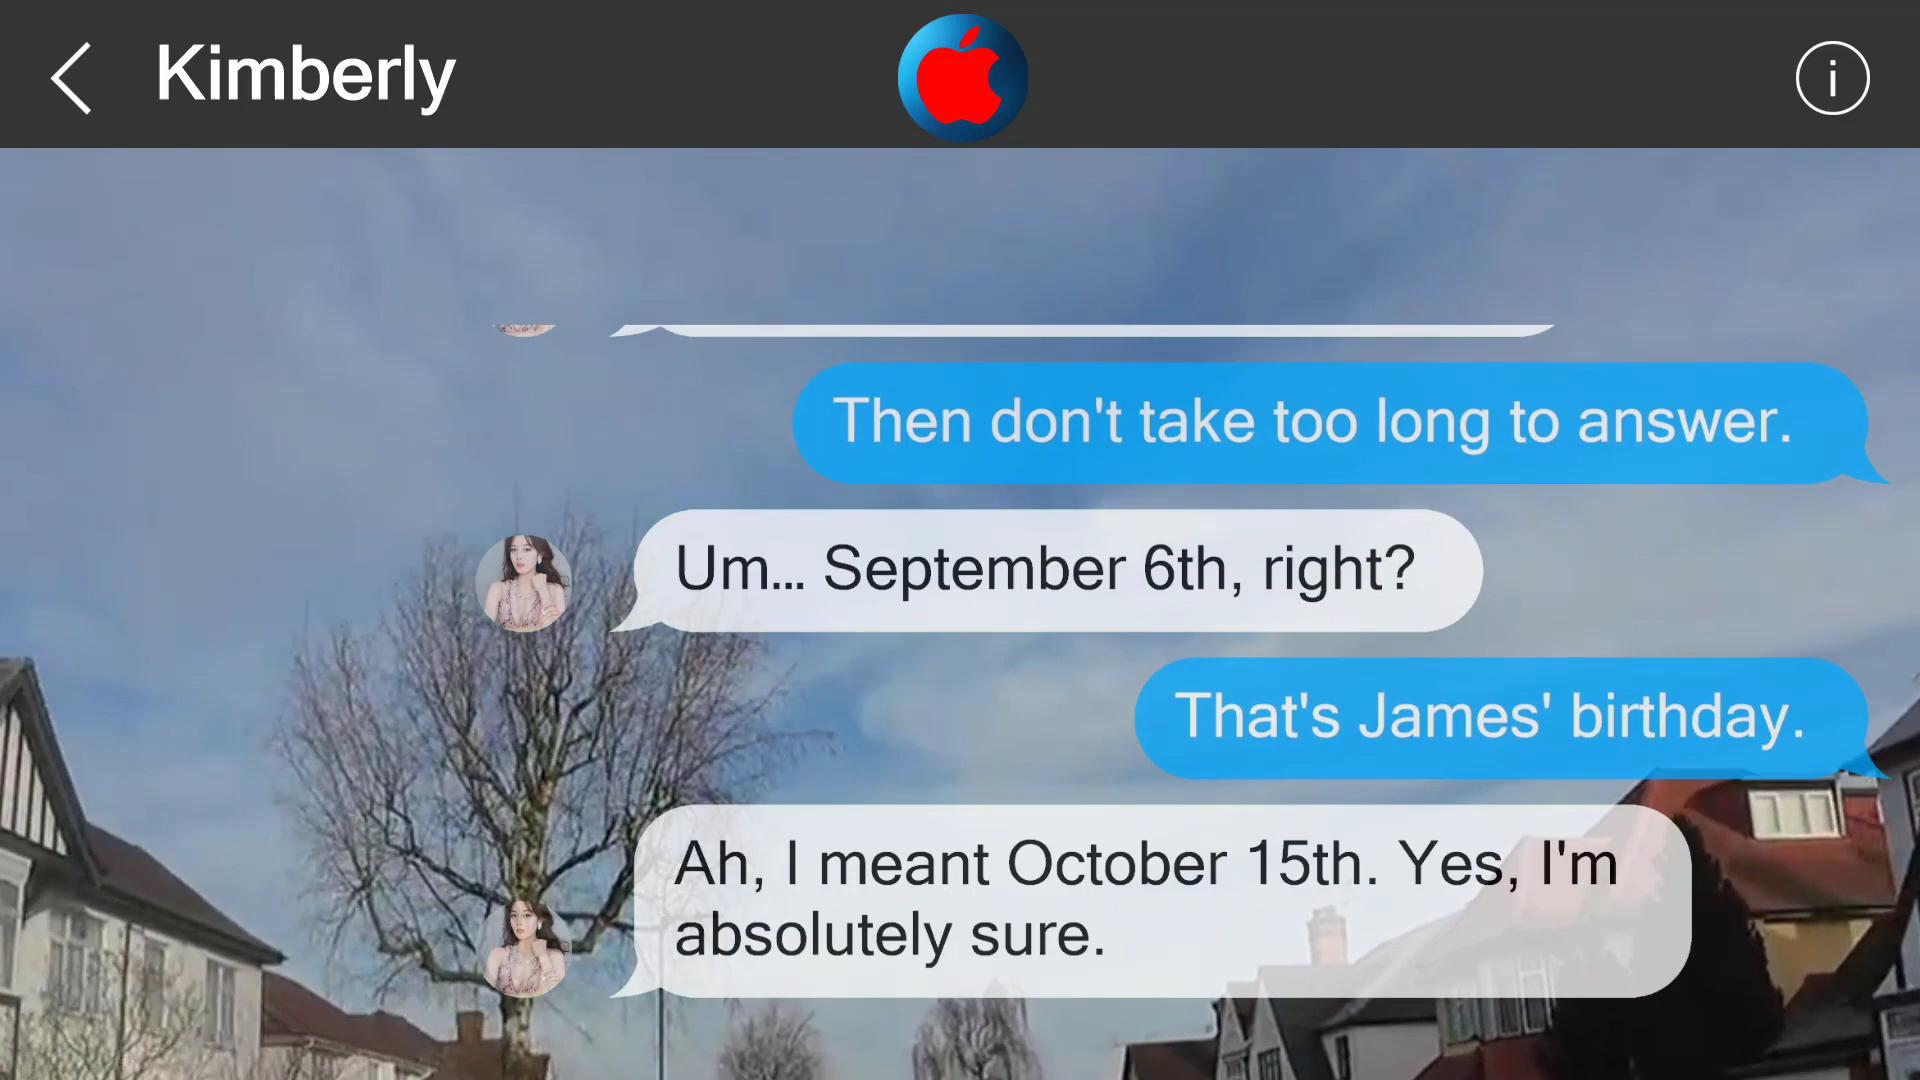 Kimberly
Then don't take too long to answer.
Um... September 6th, right?
That's James' birthday.
Ah, I meant October 15th. Yes, I'm
absolutely sure.